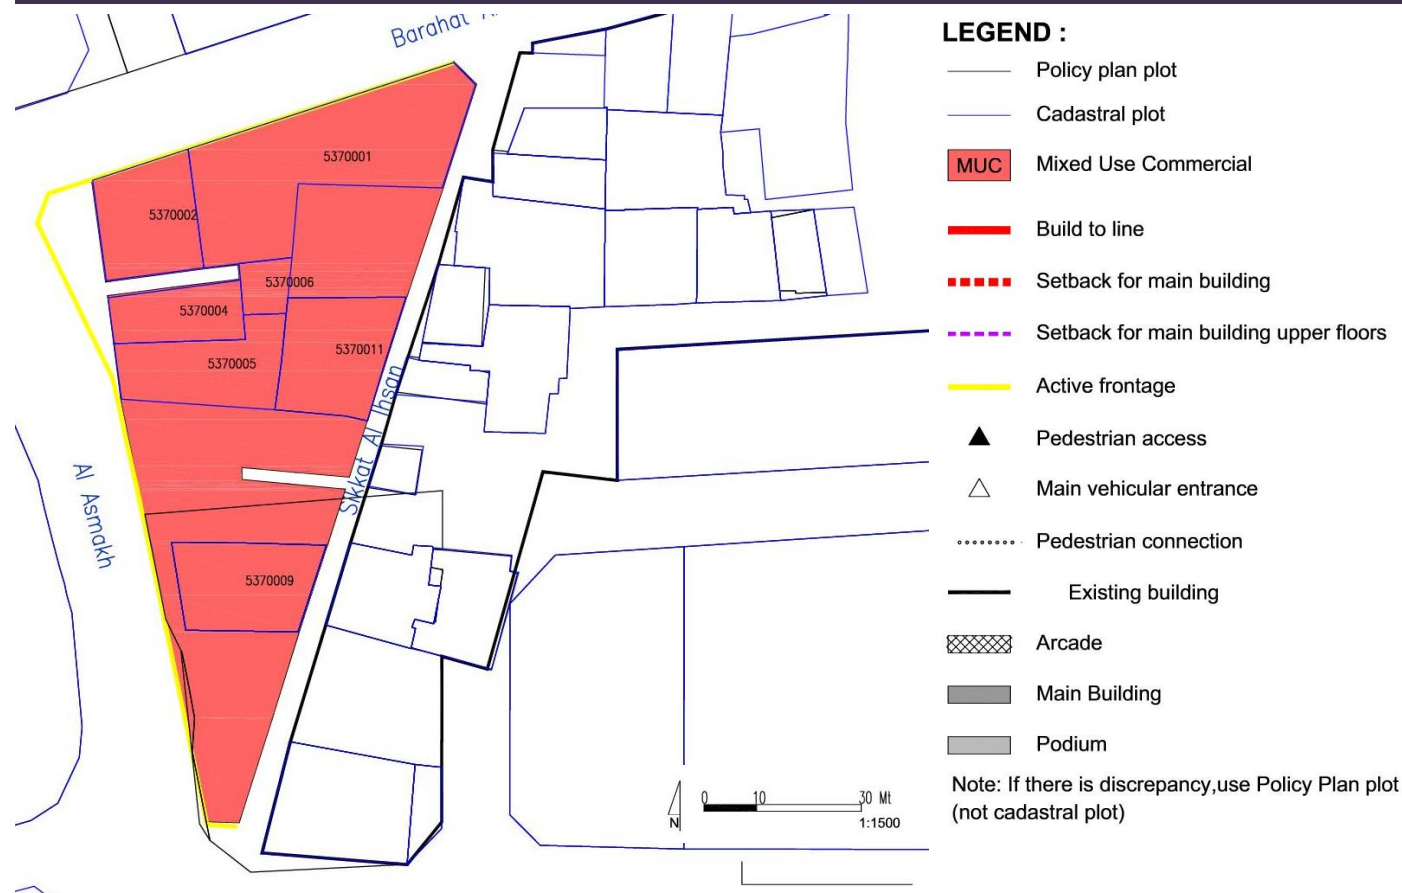 Barahat
5370001
5370002
5370006
5370004
5370011
5370005
Sikkat Al Ihsan
Al Asmakh
5370009
N
0 10 30 Mt
1:1500
LEGEND :
Policy plan plot
Cadastral plot
MUC Mixed Use Commercial
Build to line
Setback for main building
Setback for main building upper floors
Active frontage
Pedestrian access
Main vehicular entrance
Pedestrian connection
Existing building
Arcade
Main Building
Podium
Note: If there is discrepancy,use Policy Plan plot
(not cadastral plot)